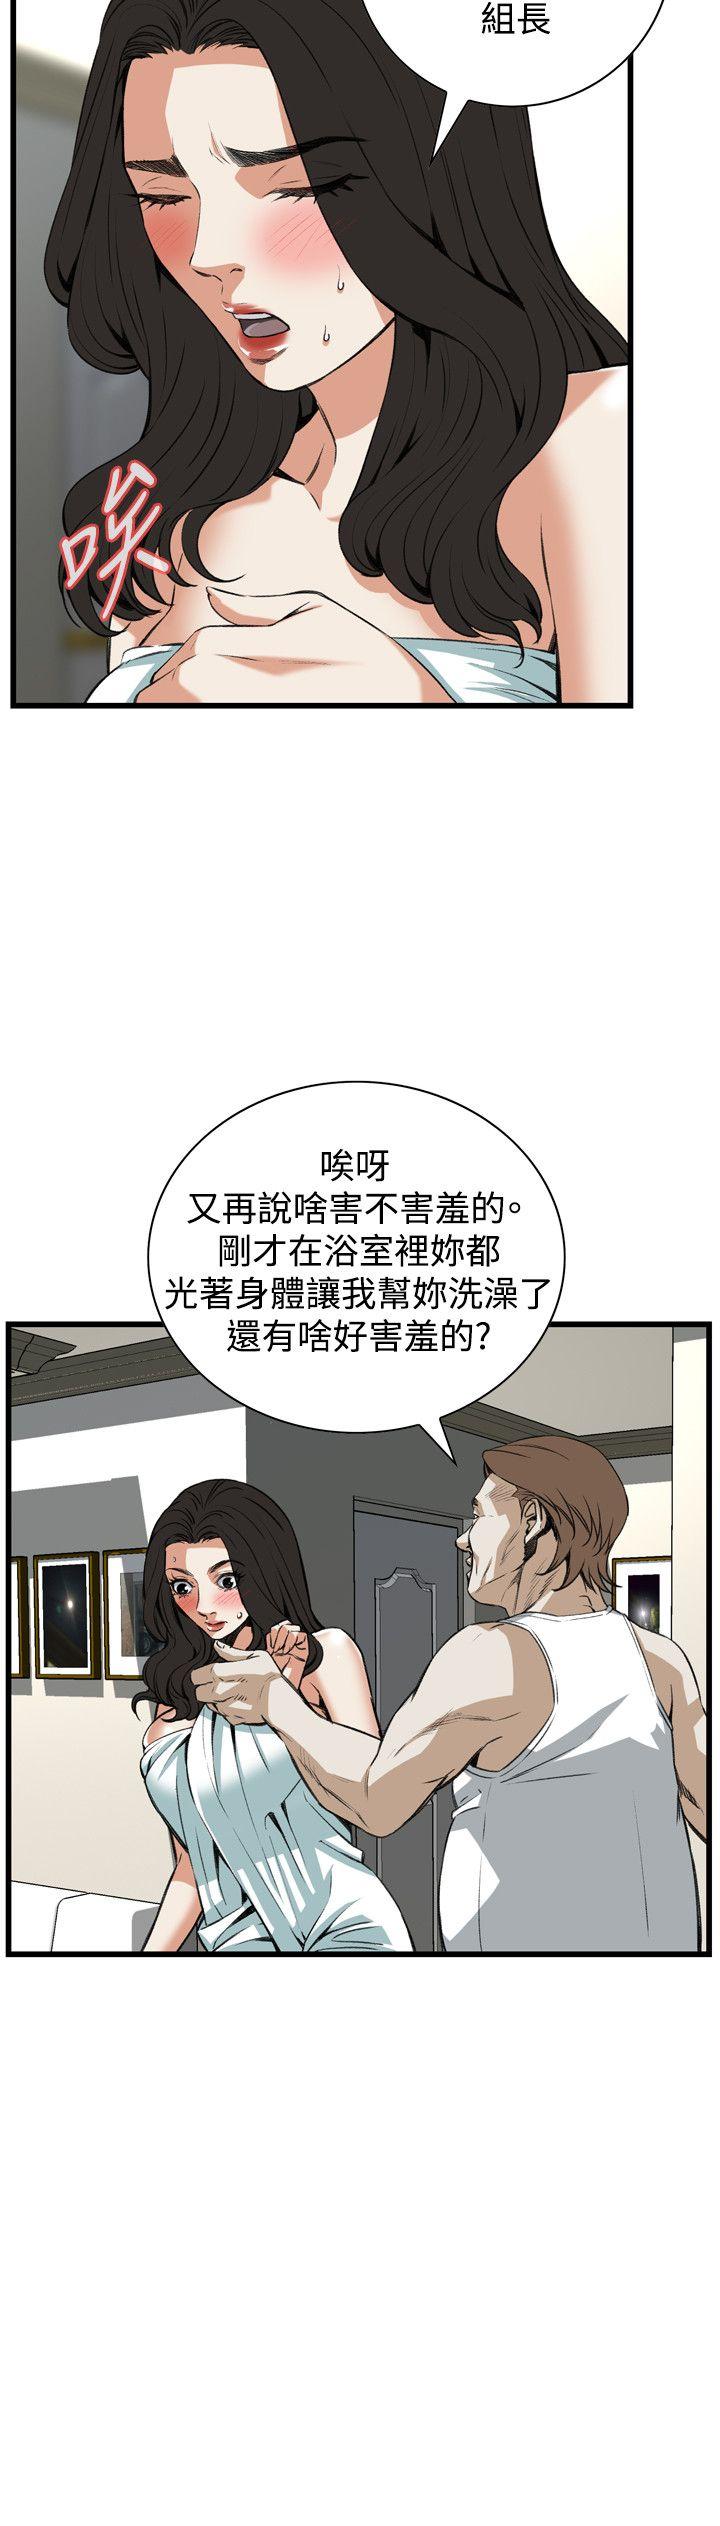 組長
唉
唉呀
又再說啥害不害羞的。
剛才在浴室裡妳都
光著身體讓我幫妳洗澡了
還有啥好害羞的?